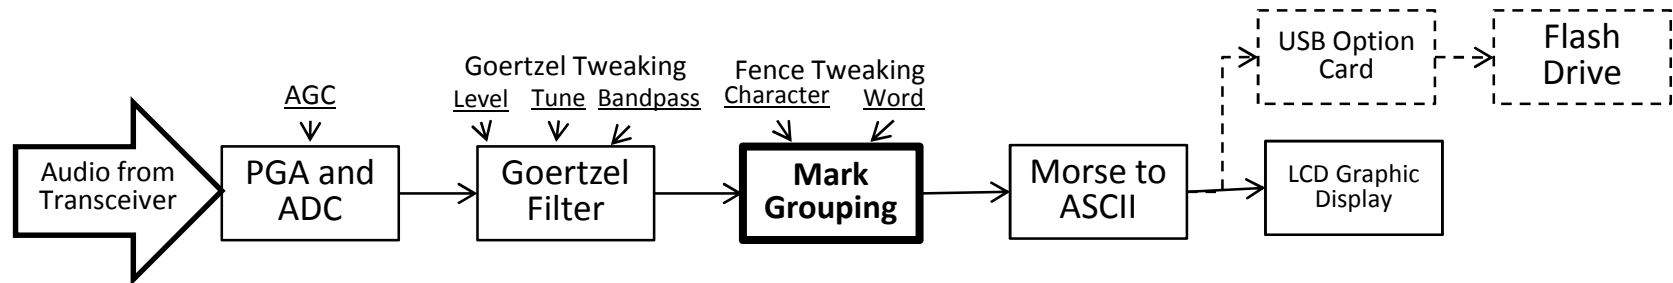 Audio from
Transceiver
AGC
PGA and
ADC
Goertzel Tweaking
Level Tune Bandpass
Goertzel
Filter
Fence Tweaking
Character Word
Mark
Grouping
Morse to
ASCII
USB Option
Card
Flash
Drive
LCD Graphic
Display